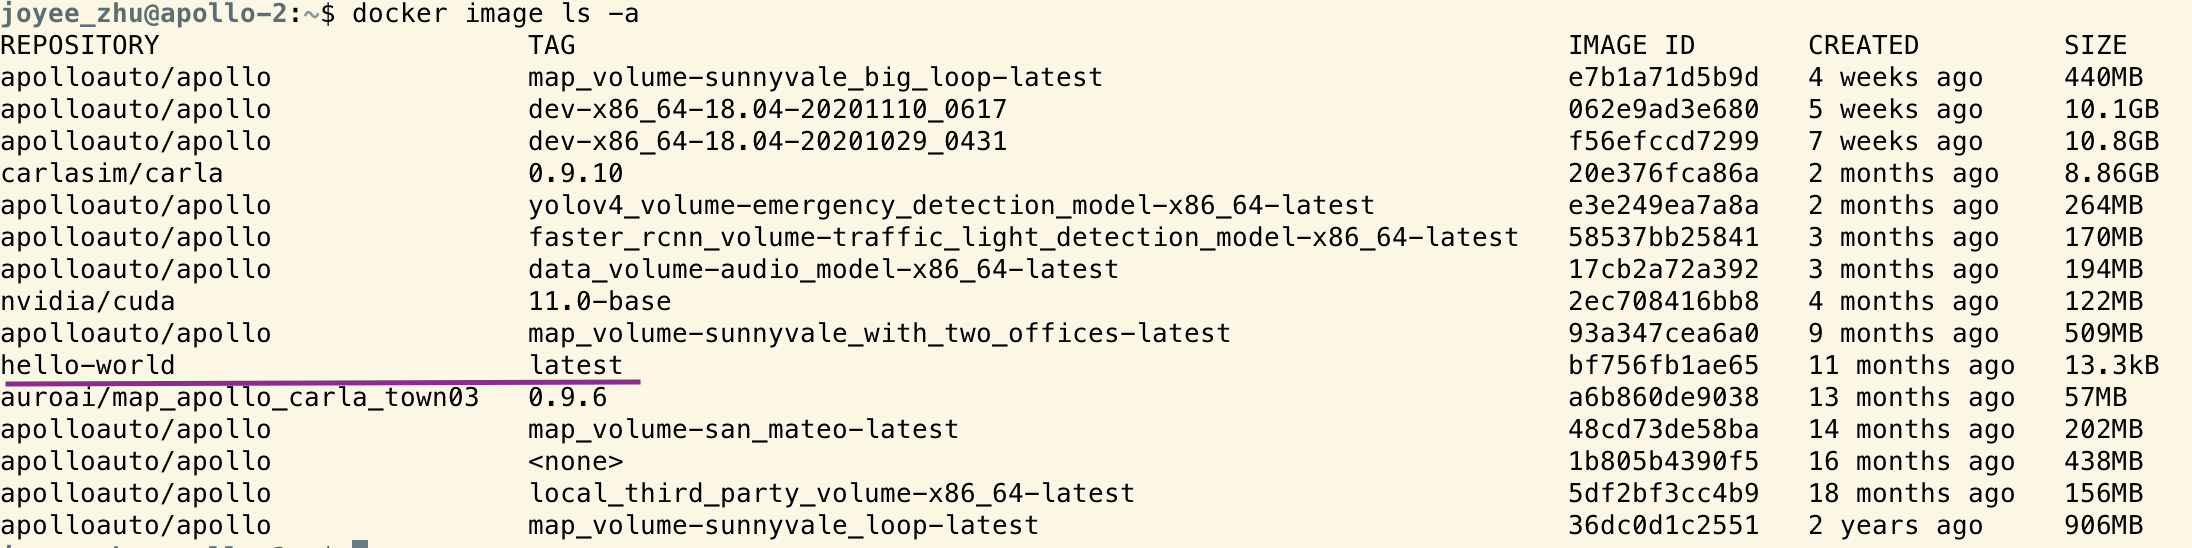 joyee_zhu@apollo-2:~$ docker image ls -a
REPOSITORY TAG IMAGE ID CREATED SIZE
apolloauto/apollo map_volume-sunnyvale_big_loop-latest e7b1a71d5b9d 4 weeks ago 440MB
apolloauto/apollo dev-x86_64-18.04-20201110_0617 062e9ad3e680 5 weeks ago 10.1GB
apolloauto/apollo dev-x86_64-18.04-20201029_0431 f56efccd7299 7 weeks ago 10.8GB
carlasim/carla 0.9.10 20e376fca86a 2 months ago 8.86GB
apolloauto/apollo yolov4_volume-emergency_detection_model-x86_64-latest e3e249ea7a8a 2 months ago 264MB
apolloauto/apollo faster_rcnn_volume-traffic_light_detection_model-x86_64-latest 58537bb25841 3 months ago 170MB
apolloauto/apollo data_volume-audio_model-x86_64-latest 17cb2a72a392 3 months ago 194MB
nvidia/cuda 11.0-base 2ec708416bb8 4 months ago 122MB
apolloauto/apollo map_volume-sunnyvale_with_two_offices-latest 93a347cea6a0 9 months ago 509MB
hello-world latest bf756fb1ae65 11 months ago 13.3kB
auroai/map_apollo_carla_town03 0.9.6 a6b860de9038 13 months ago 57MB
apolloauto/apollo map_volume-san_mateo-latest 48cd73de58ba 14 months ago 202MB
apolloauto/apollo <none> 1b805b4390f5 16 months ago 438MB
apolloauto/apollo local_third_party_volume-x86_64-latest 5df2bf3cc4b9 18 months ago 156MB
apolloauto/apollo map_volume-sunnyvale_loop-latest 36dc0d1c2551 2 years ago 906MB